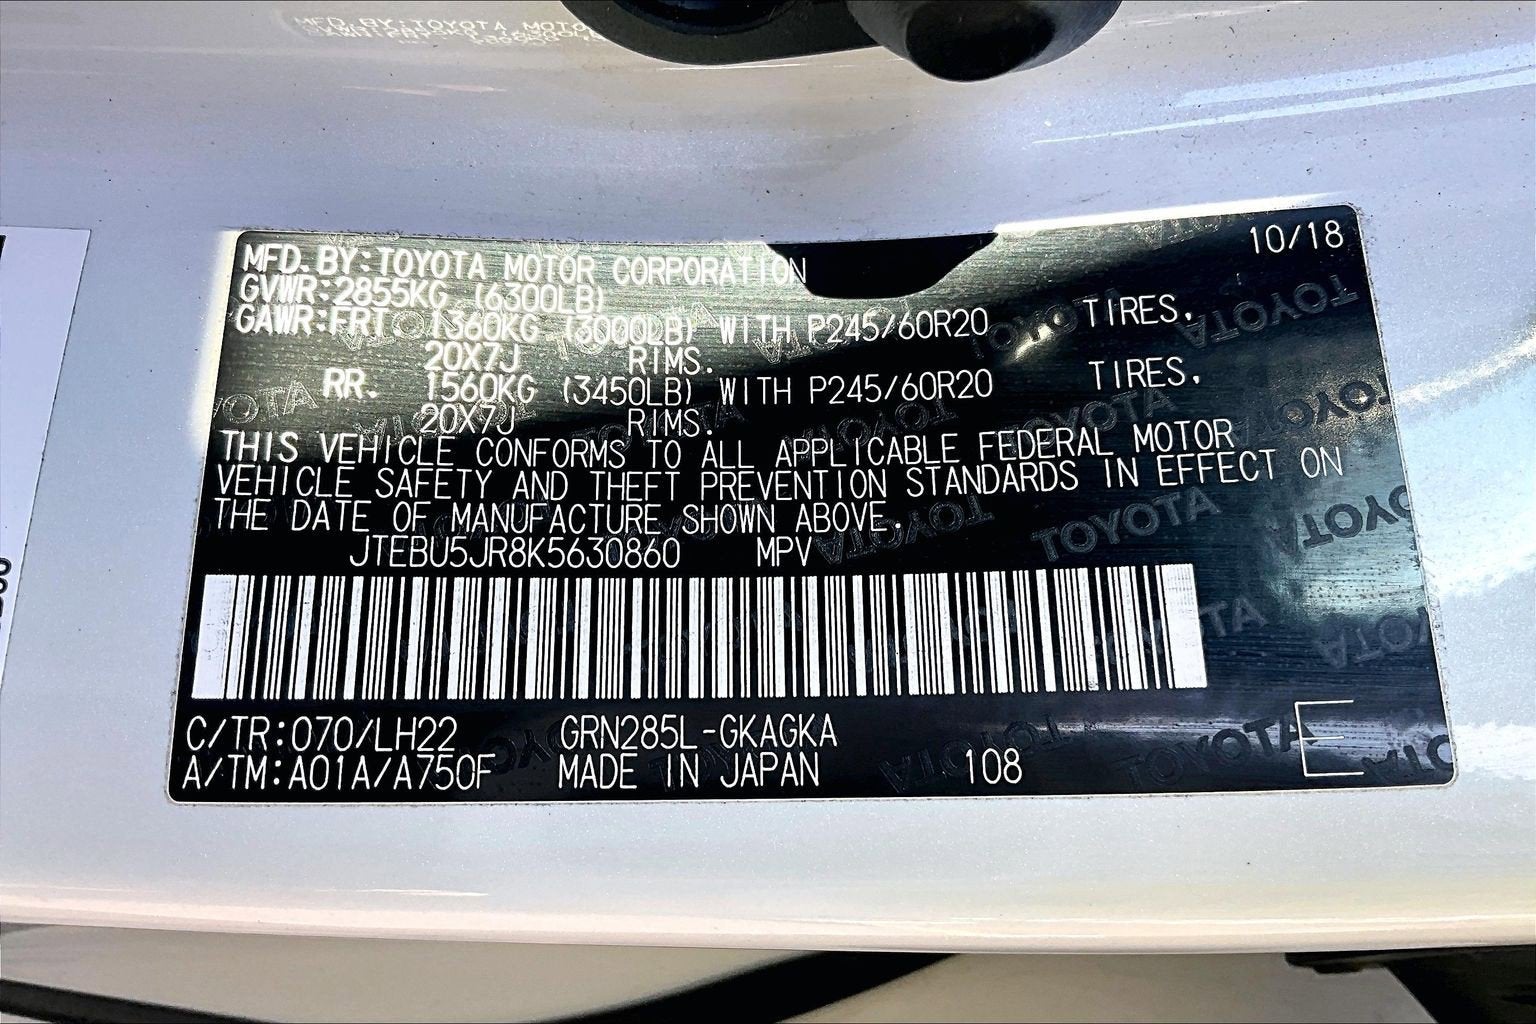 MFD. BY:TOYOTA MOTOR CORPORATION 10/18
GVWR:2855KG (6300LB)
GAWR:FRT 1360KG (3000LB) WITH P245/60R20 TIRES,
20X7J RIMS.
RR. 1560KG (3450LB) WITH P245/60R20 TIRES,
20X7J RIMS.
THIS VEHICLE CONFORMS TO ALL APPLICABLE FEDERAL MOTOR
VEHICLE SAFETY AND THEFT PREVENTION STANDARDS IN EFFECT ON
THE DATE OF MANUFACTURE SHOWN ABOVE.
JTEBU5JR8K5630860 MPV
C/TR:070/LH22 GRN285L-GKAGKA
A/TM:A01A/A750F MADE IN JAPAN 108 E